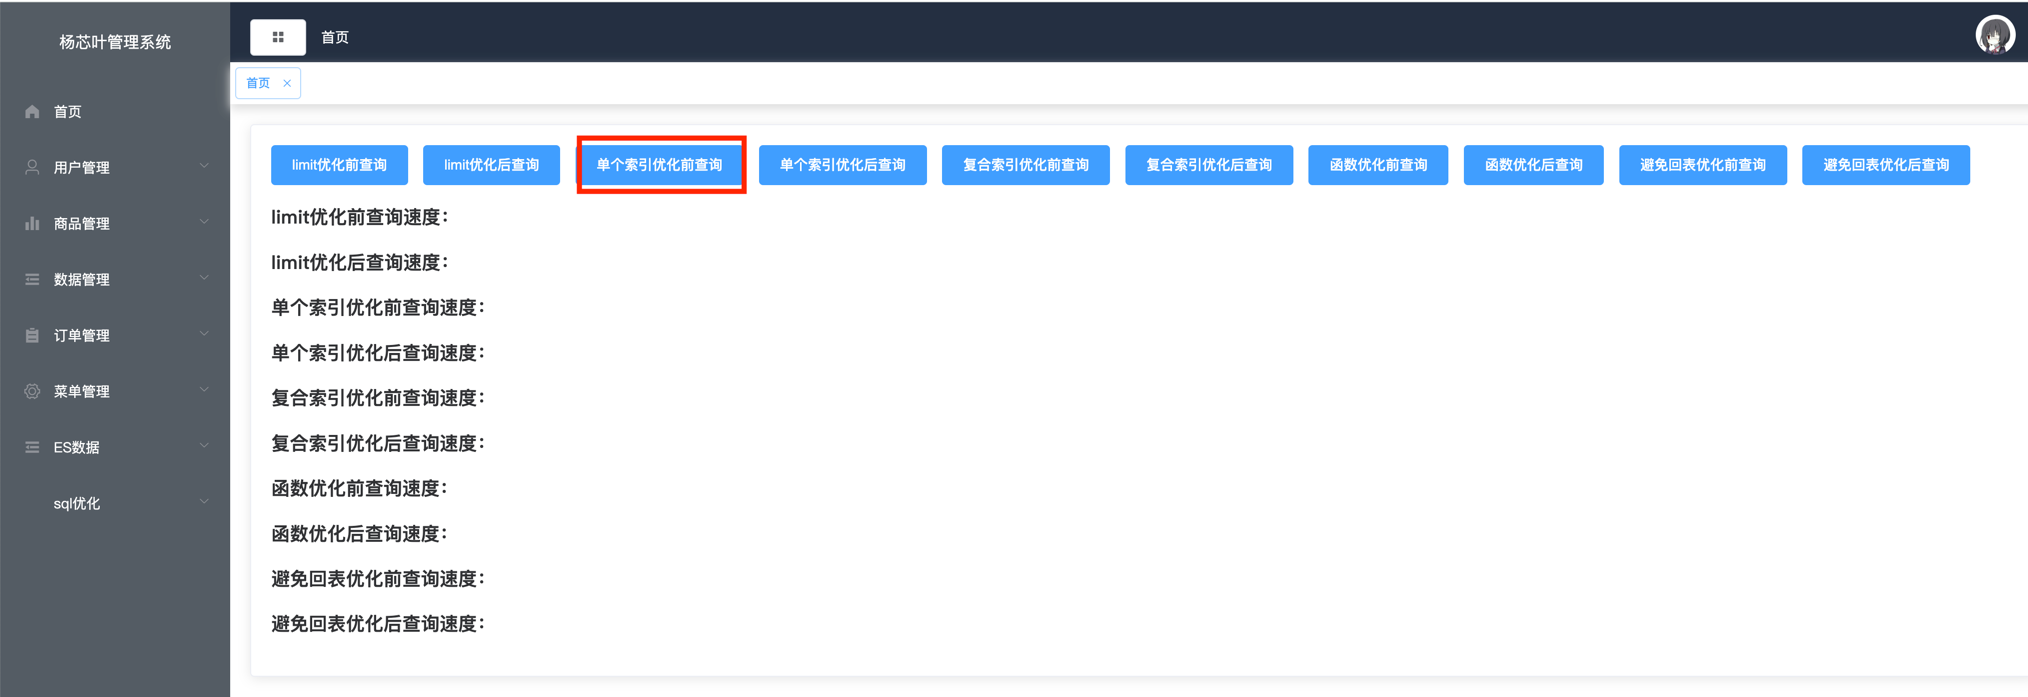 杨芯叶管理系统
首页
首页
用户管理
商品管理
数据管理
订单管理
菜单管理
ES数据
sql优化
首页
limit优化前查询 limit优化后查询 单个索引优化前查询 单个索引优化后查询 复合索引优化前查询 复合索引优化后查询 函数优化前查询 函数优化后查询 避免回表优化前查询 避免回表优化后查询
limit优化前查询速度：
limit优化后查询速度：
单个索引优化前查询速度：
单个索引优化后查询速度：
复合索引优化前查询速度：
复合索引优化后查询速度：
函数优化前查询速度：
函数优化后查询速度：
避免回表优化前查询速度：
避免回表优化后查询速度：